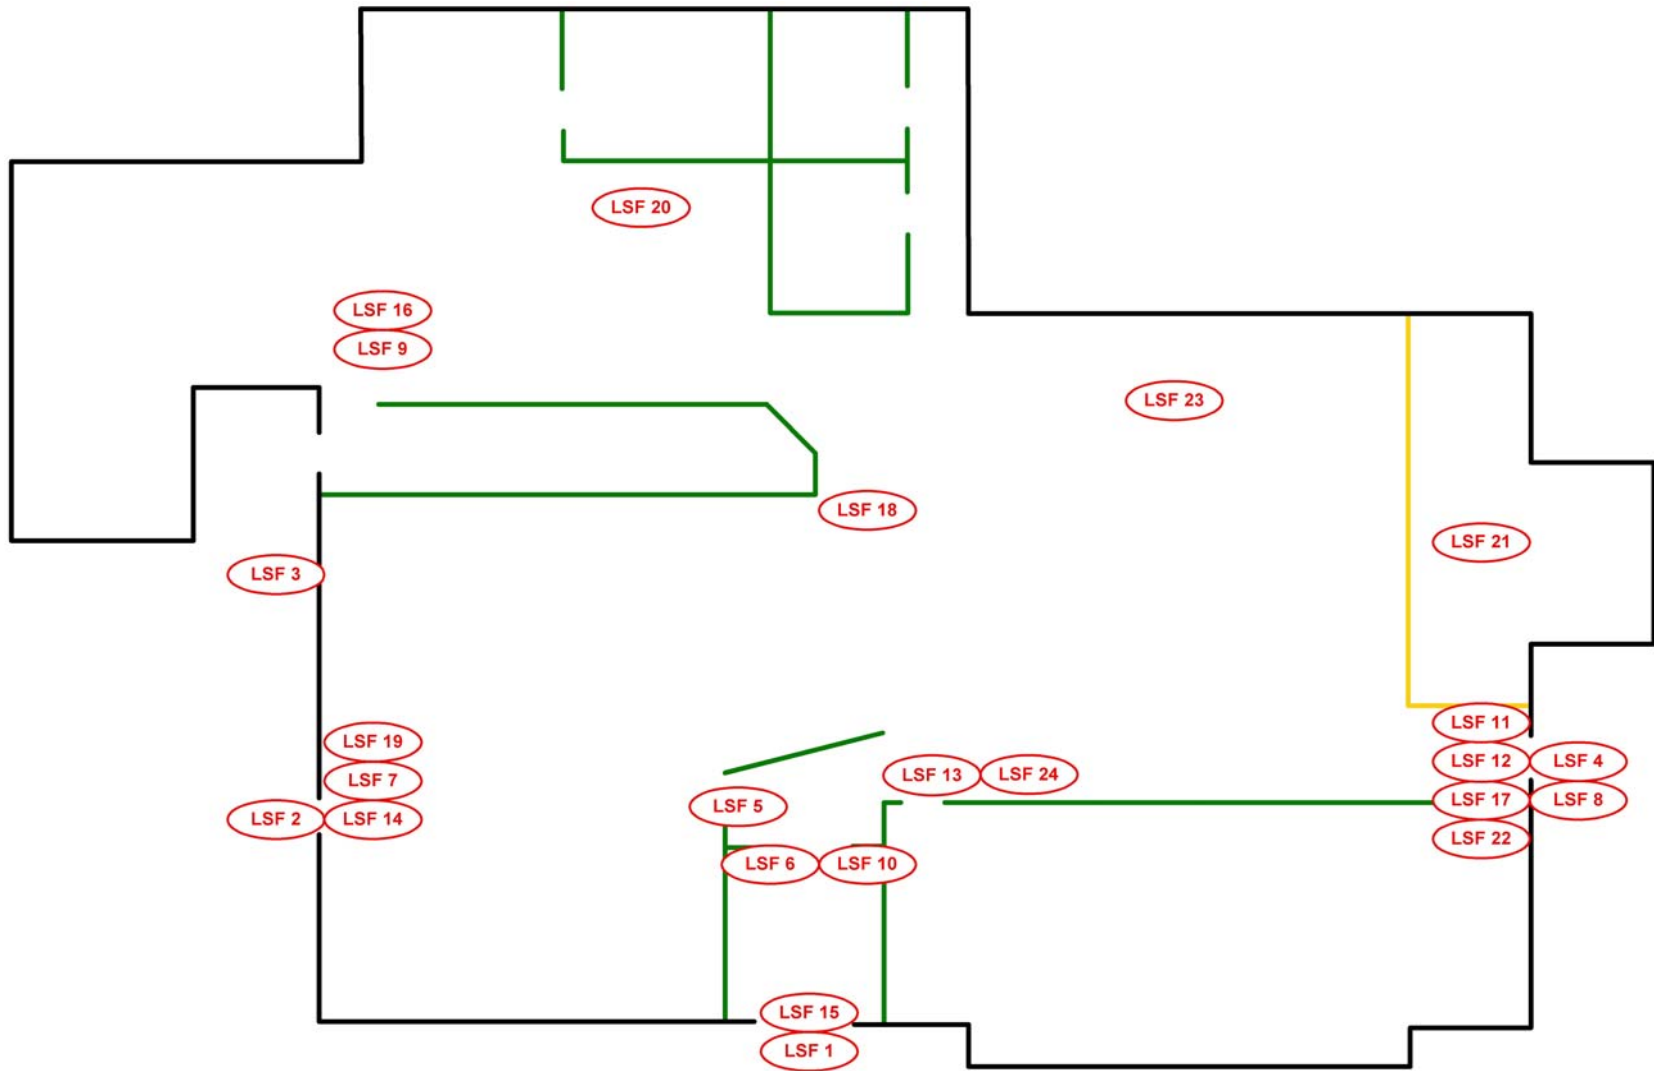 LSF 20
LSF 16
LSF 9
LSF 23
LSF 18
LSF 21
LSF 3
LSF 11
LSF 19
LSF 12
LSF 4
LSF 13
LSF 24
LSF 7
LSF 17
LSF 8
LSF 5
LSF 2
LSF 14
LSF 22
LSF 6
LSF 10
LSF 15
LSF 1